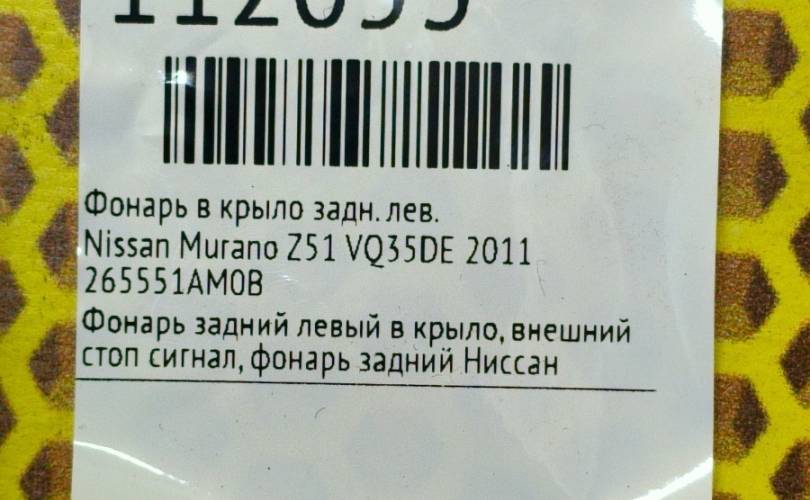 Фонарь в крыло задн. лев.
Nissan Murano Z51 VQ35DE 2011
265551AM0B
Фонарь задний левый в крыло, внешний
стоп сигнал, фонарь задний Ниссан